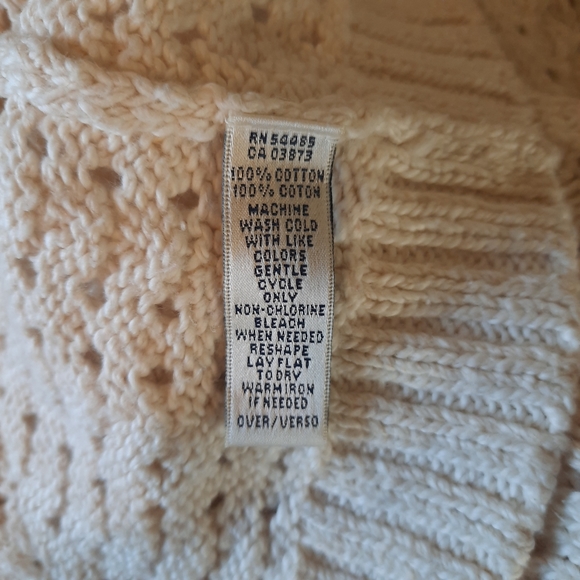 RN 54485
CA 03873
100% COTTON
100% COTON
MACHINE
WASH COLD
WITH LIKE
COLORS
GENTLE
CYCLE
ONLY
NON-CHLORINE
BLEACH
WHEN NEEDED
RESHAPE
LAY FLAT
TO DRY
WARM IRON
IF NEEDED
OVER/VERSO